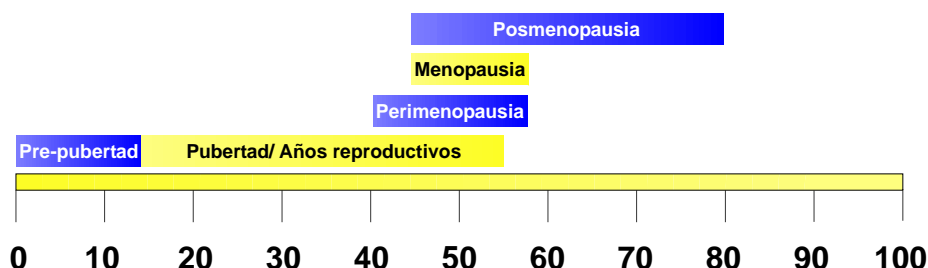 Posmenopausia
Menopausia
Perimenopausia
Pre-pubertad Pubertad/ Años reproductivos
0 10 20 30 40 50 60 70 80 90 100